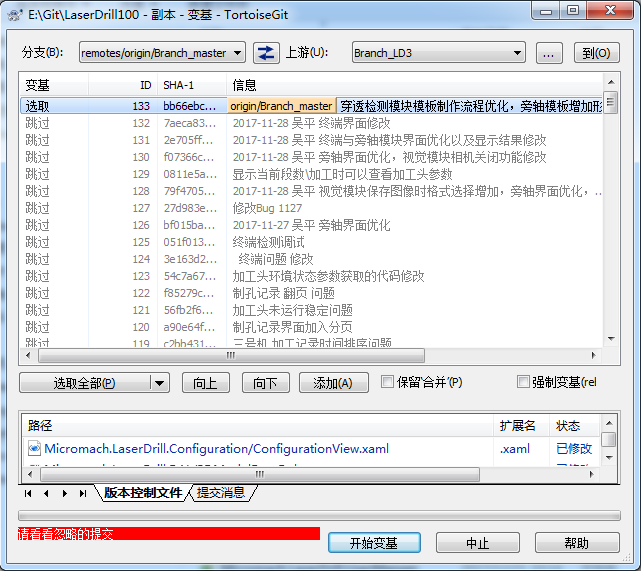 E:\Git\LaserDrill100 - 副本 - 变基 - TortoiseGit
分支(B): remotes/origin/Branch_master 上游(U): Branch_LD3 ... 到(O)
变基 ID SHA-1 信息
选取 133 bb66ebc... origin/Branch_master 穿透检测模块模板制作流程优化，旁轴模板增加形
跳过 132 7aeca83... 2017-11-28 吴平 终端界面修改
跳过 131 2e705ff... 2017-11-28 吴平 终端与旁轴模块界面优化以及显示结果修改
跳过 130 f07366c... 2017-11-28 吴平 旁轴界面优化，视觉模块相机关闭功能修改
跳过 129 0811e5a... 显示当前段数\加工时可以查看加工头参数
跳过 128 79f4705... 2017-11-28 吴平 视觉模块保存图像时格式选择增加，旁轴界面优化，...
跳过 127 27d983e... 修改Bug 1127
跳过 126 bf015ba... 2017-11-27 吴平 旁轴界面优化
跳过 125 051f013... 终端检测调试
跳过 124 3e163d2... 终端问题 修改
跳过 123 54c7a67... 加工头环境状态参数获取的代码修改
跳过 122 f85279c... 制孔记录 翻页 问题
跳过 121 56fb2f6... 加工头未运行稳定问题
跳过 120 a90e64f... 制孔记录界面加入分页
跳过 119 c2bb431... 三号机 加工记录时间排序问题
选取全部(P) 向上 向下 添加(A) 保留'合并'(P) 强制变基(rel
路径 扩展名 状态
Micromach.LaserDrill.Configuration/ConfigurationView.xaml .xaml 已修改
版本控制文件 提交消息
请看看忽略的提交
开始变基 中止 帮助